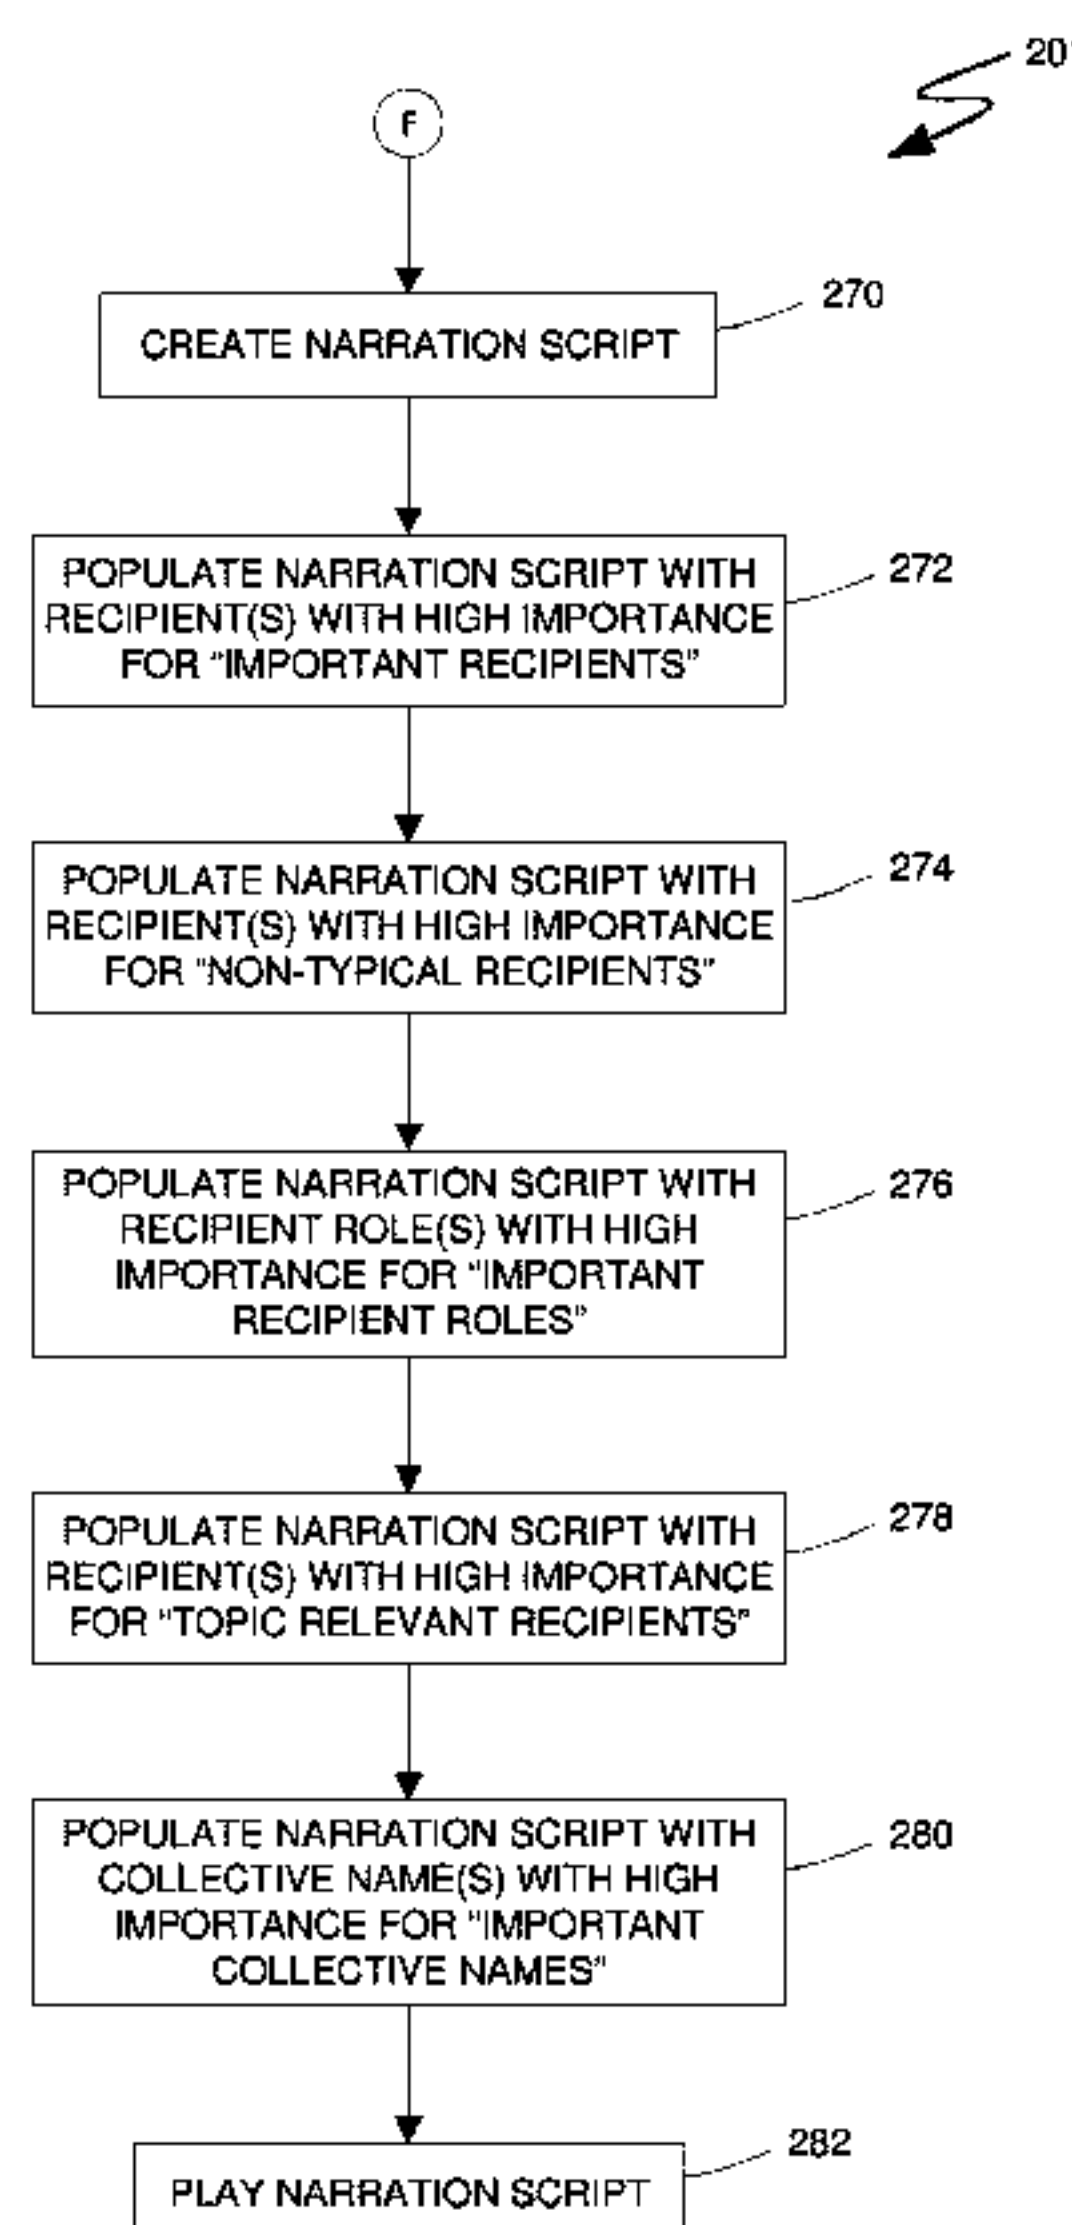 F
270
CREATE NARRATION SCRIPT
272
POPULATE NARRATION SCRIPT WITH
RECIPIENT(S) WITH HIGH IMPORTANCE
FOR "IMPORTANT RECIPIENTS"
274
POPULATE NARRATION SCRIPT WITH
RECIPIENT(S) WITH HIGH IMPORTANCE
FOR "NON-TYPICAL RECIPIENTS"
276
POPULATE NARRATION SCRIPT WITH
RECIPIENT ROLE(S) WITH HIGH
IMPORTANCE FOR "IMPORTANT
RECIPIENT ROLES"
278
POPULATE NARRATION SCRIPT WITH
RECIPIENT(S) WITH HIGH IMPORTANCE
FOR "TOPIC RELEVANT RECIPIENTS"
280
POPULATE NARRATION SCRIPT WITH
COLLECTIVE NAME(S) WITH HIGH
IMPORTANCE FOR "IMPORTANT
COLLECTIVE NAMES"
282
PLAY NARRATION SCRIPT